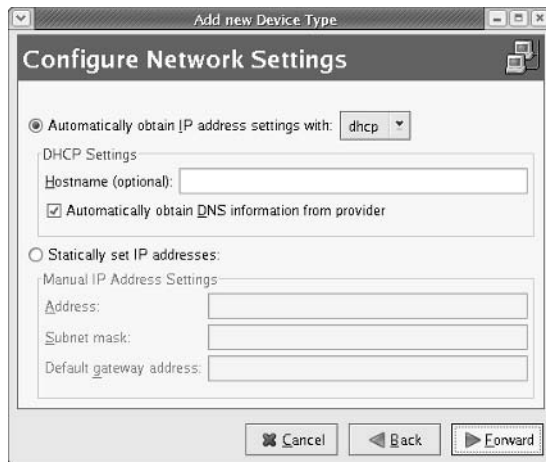 Add new Device Type
Configure Network Settings
Automatically obtain IP address settings with: dhcp
DHCP Settings
Hostname (optional):
Automatically obtain DNS information from provider
Statically set IP addresses:
Manual IP Address Settings
Address:
Subnet mask:
Default gateway address:
Cancel Back Forward